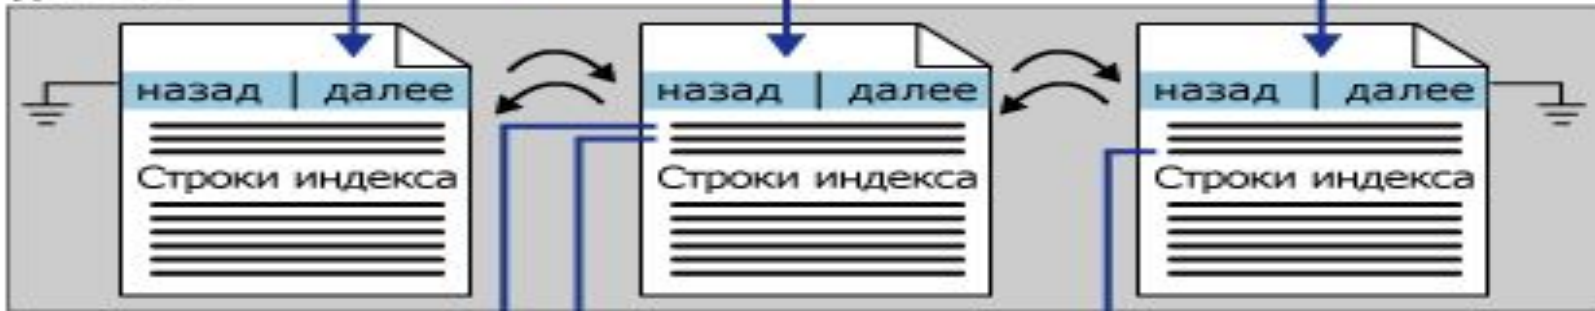 назад | далее назад | далее назад | далее
Строки индекса Строки индекса Строки индекса